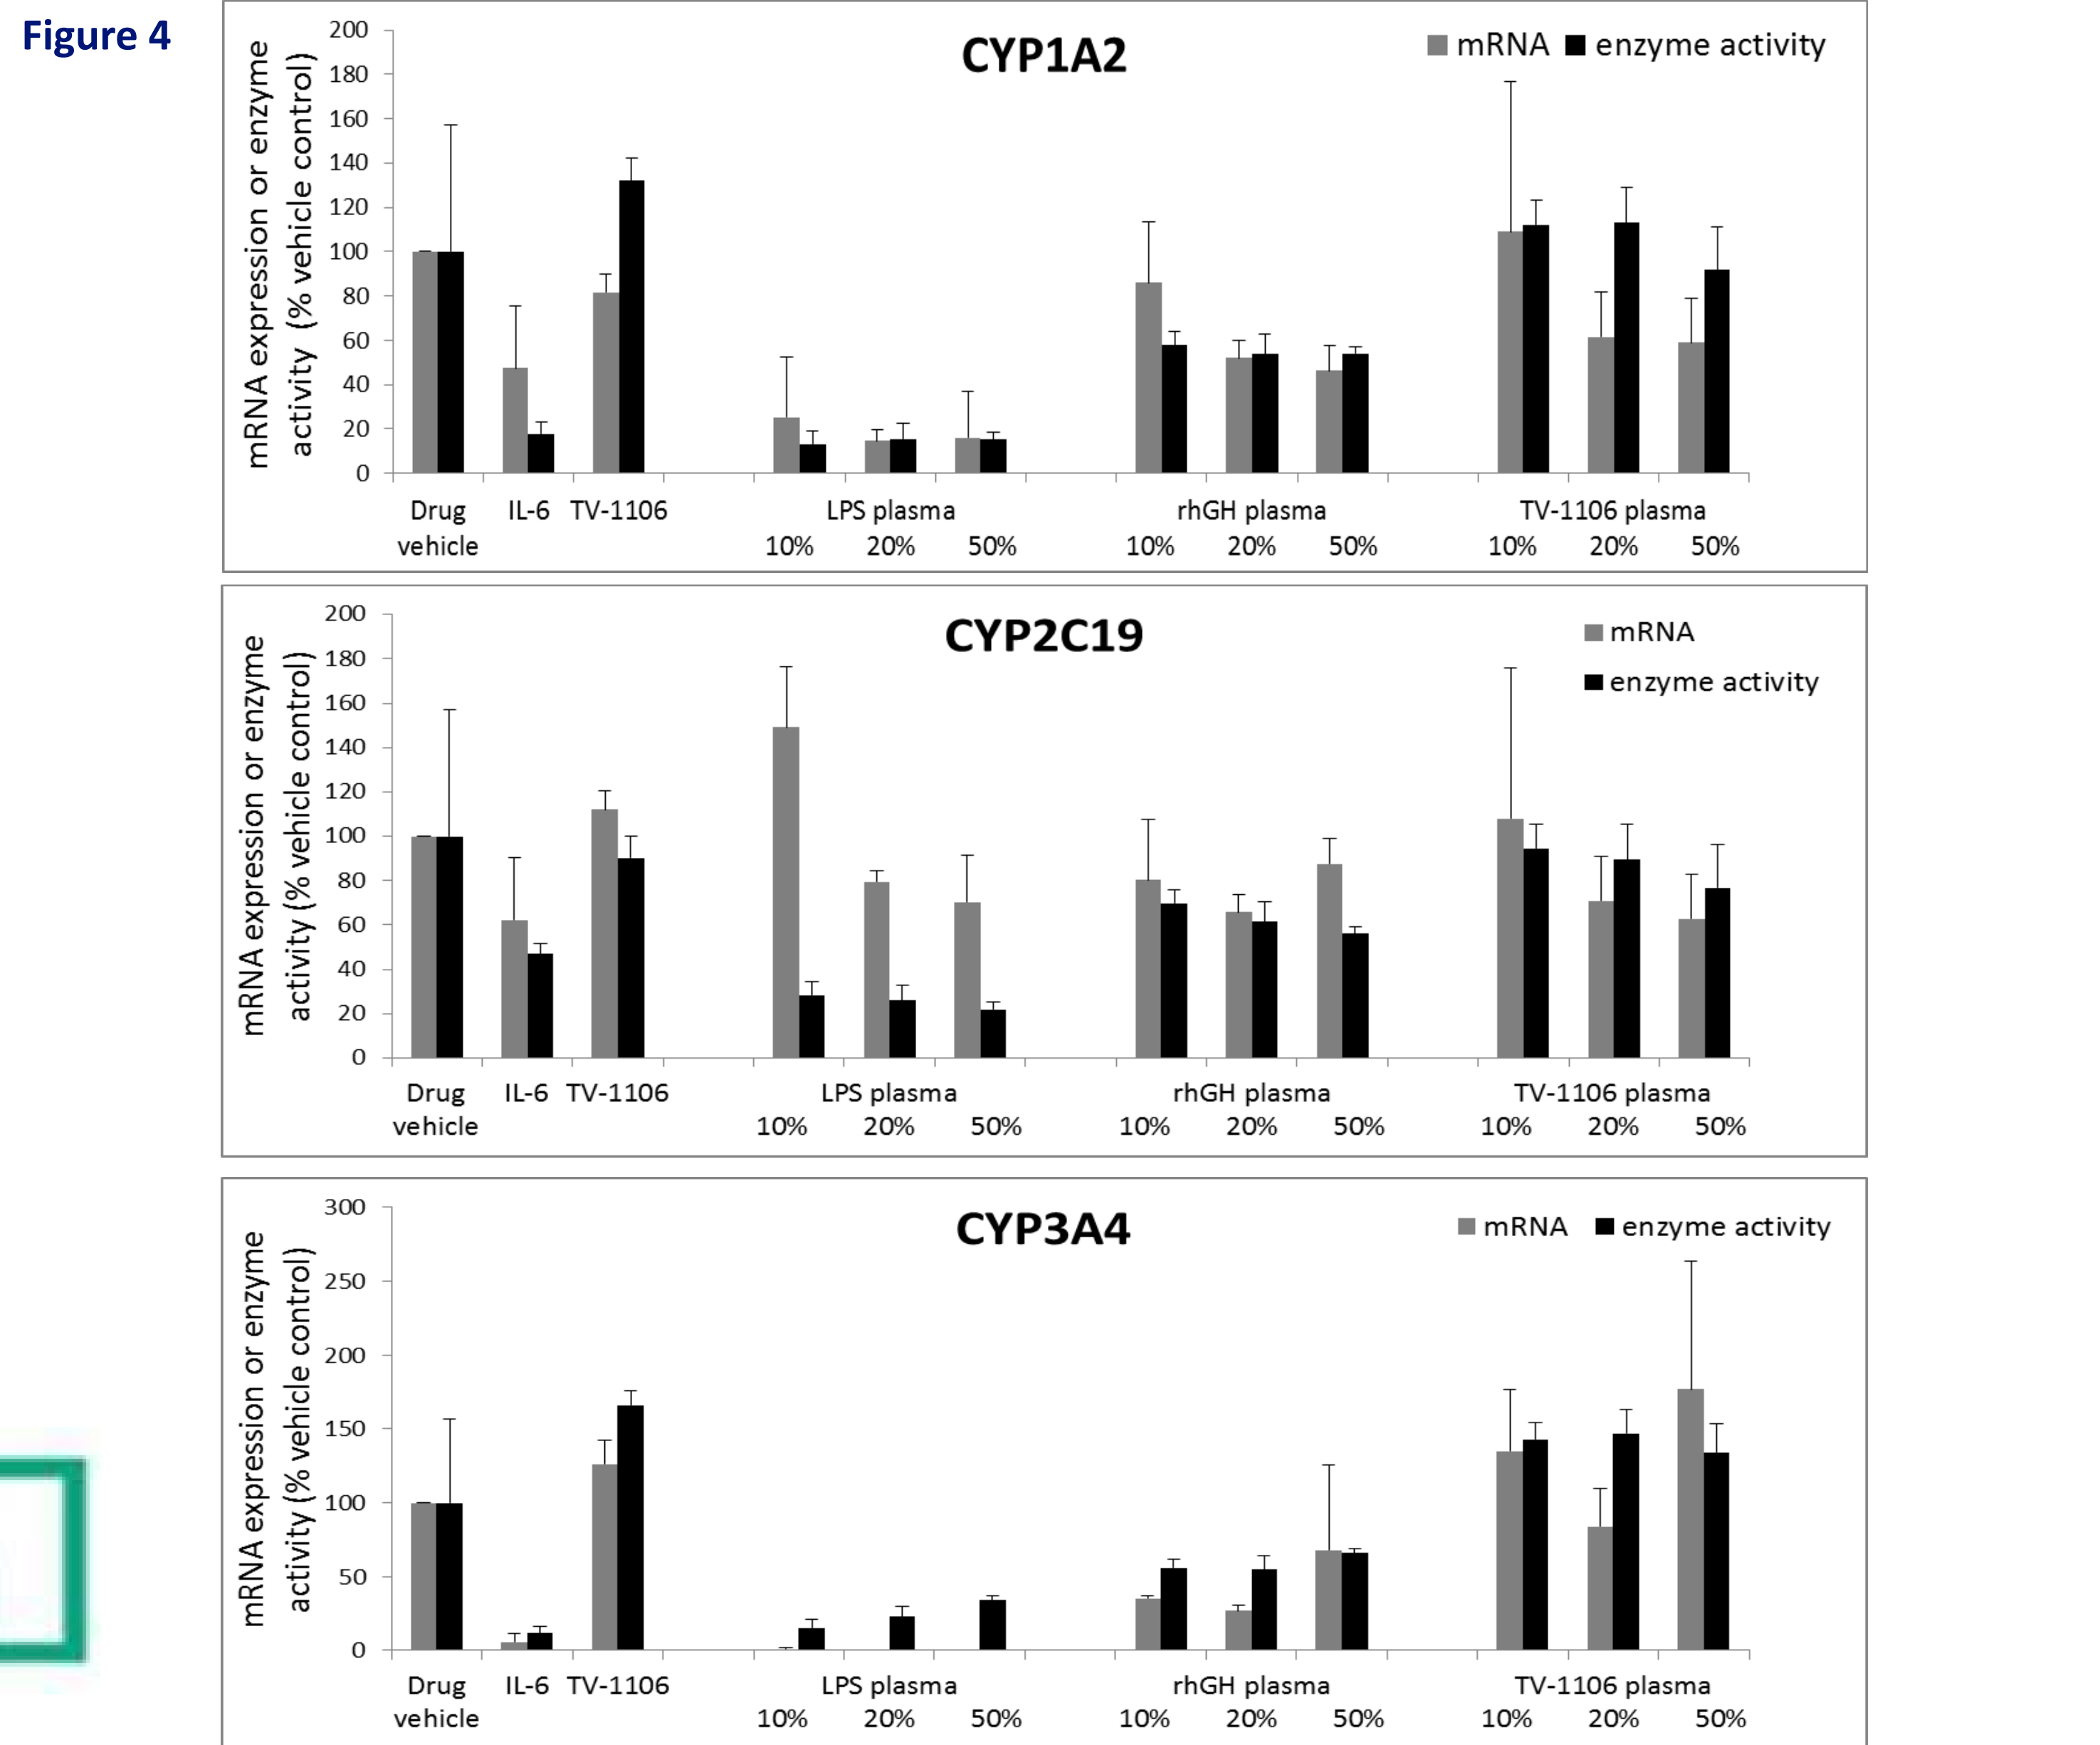 Figure 4
CYP1A2
mRNA enzyme activity
mRNA expression or enzyme
activity (% vehicle control)
200
180
160
140
120
100
80
60
40
20
0
Drug IL-6 TV-1106 LPS plasma rhGH plasma TV-1106 plasma
vehicle 10% 20% 50% 10% 20% 50% 10% 20% 50%
CYP2C19
mRNA
enzyme activity
mRNA expression or enzyme
activity (% vehicle control)
200
180
160
140
120
100
80
60
40
20
0
Drug IL-6 TV-1106 LPS plasma rhGH plasma TV-1106 plasma
vehicle 10% 20% 50% 10% 20% 50% 10% 20% 50%
CYP3A4
mRNA enzyme activity
mRNA expression or enzyme
activity (% vehicle control)
300
250
200
150
100
50
0
Drug IL-6 TV-1106 LPS plasma rhGH plasma TV-1106 plasma
vehicle 10% 20% 50% 10% 20% 50% 10% 20% 50%